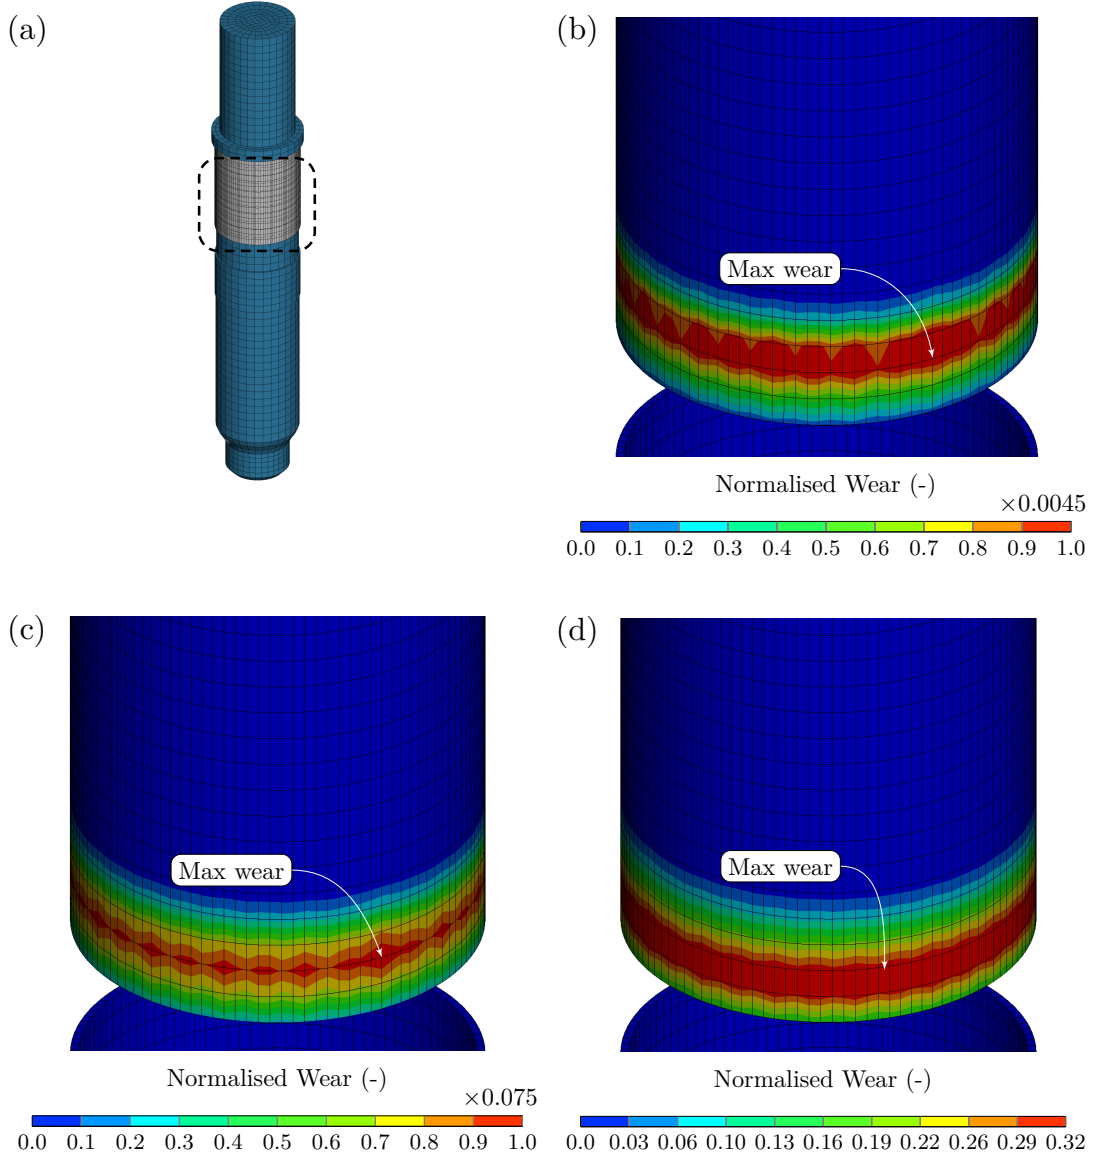 (a)
(b)
Max wear
Normalised Wear (-)
×0.0045
0.0 0.1 0.2 0.3 0.4 0.5 0.6 0.7 0.8 0.9 1.0
(c)
Max wear
Normalised Wear (-)
×0.075
0.0 0.1 0.2 0.3 0.4 0.5 0.6 0.7 0.8 0.9 1.0
(d)
Max wear
Normalised Wear (-)
0.0 0.03 0.06 0.10 0.13 0.16 0.19 0.22 0.26 0.29 0.32